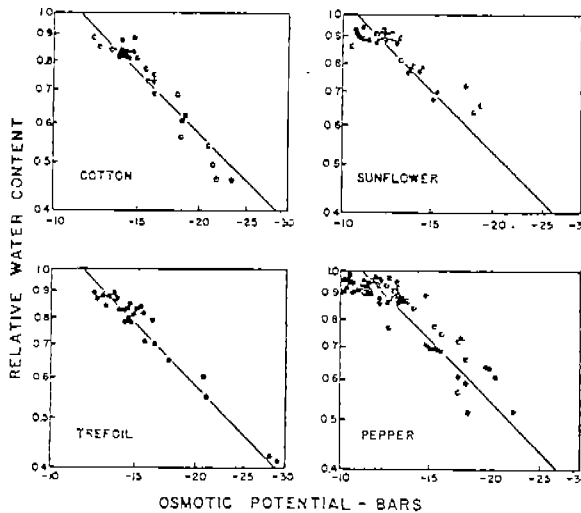 1.0 1.0
0.9 0.9
0.8 0.8
0.7 0.7
0.6 0.6
0.5 0.5
0.4 0.4
COTTON SUNFLOWER
-10 -15 -20 -25 -30 -10 -15 -20 -25
RELATIVE WATER CONTENT
1.0 1.0
0.9 0.9
0.8 0.8
0.7 0.7
0.6 0.6
0.5 0.5
0.4 0.4
TREFOIL PEPPER
-10 -15 -20 -25 -30 -10 -15 -20 -25
OSMOTIC POTENTIAL - BARS